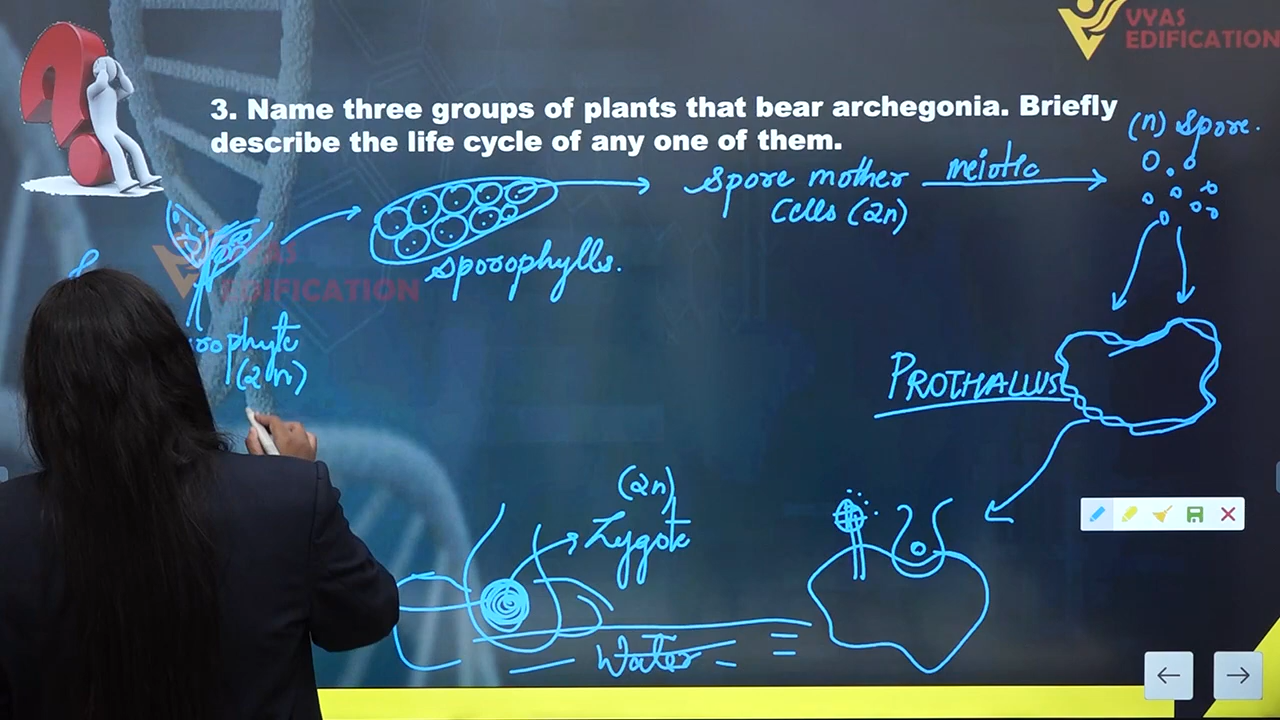 VYAS
EDIFICATION
3. Name three groups of plants that bear archegonia. Briefly
describe the life cycle of any one of them.
(n) Spore.
Spore mother
cells (2n)
meiotic
Sporophylls.
EDIFICATION
(2n)
PROTHALLUS
(2n)
Zygote
Water